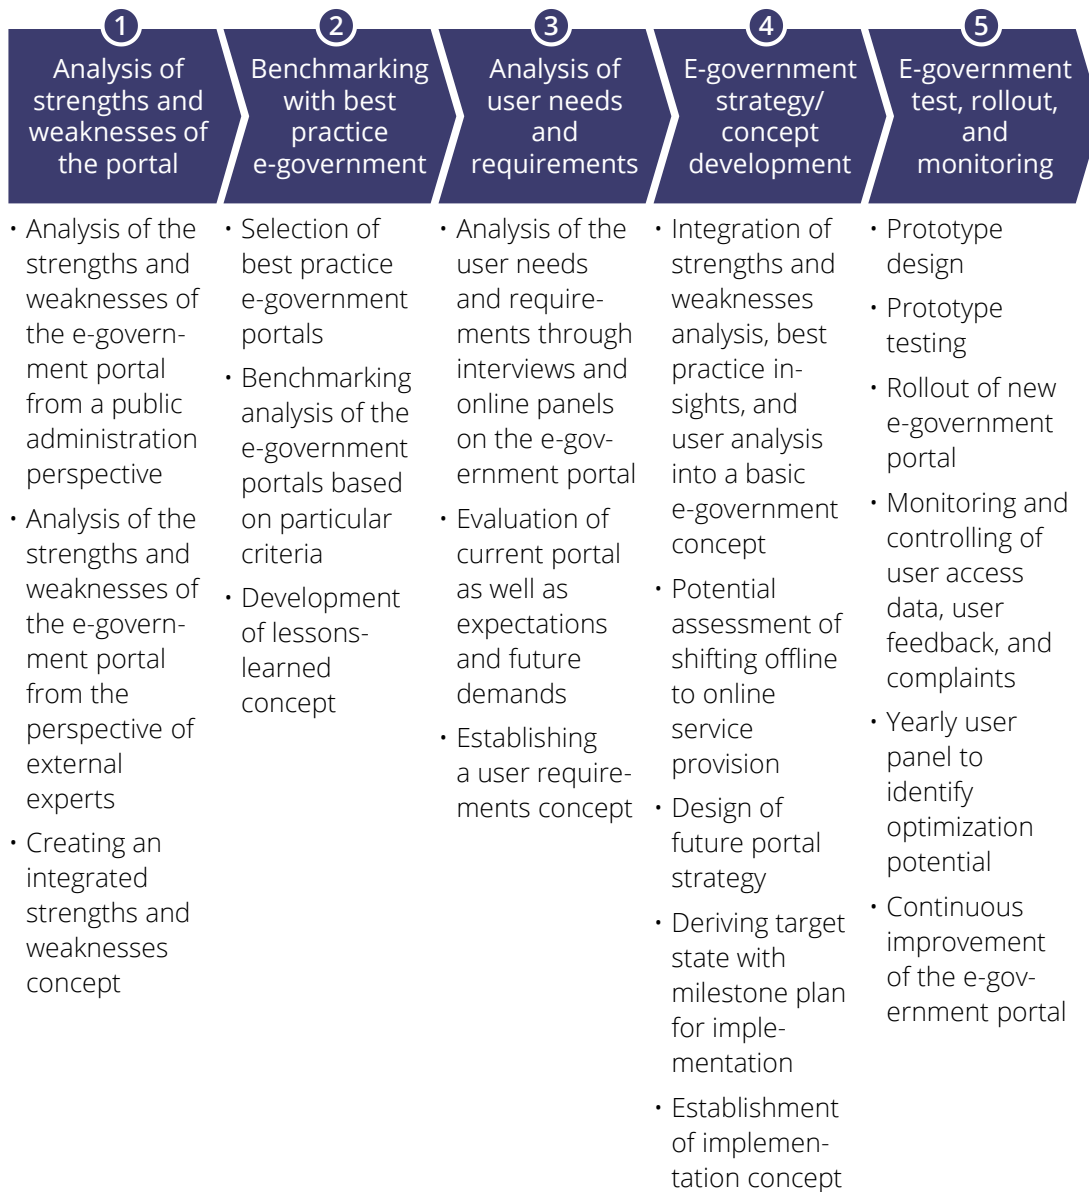 1
Analysis of
strengths and
weaknesses of
the portal
• Analysis of the
strengths and
weaknesses of
the e-govern-
ment portal
from a public
administration
perspective
• Analysis of the
strengths and
weaknesses of
the e-govern-
ment portal
from the
perspective of
external
experts
• Creating an
integrated
strengths and
weaknesses
concept
2
Benchmarking
with best
practice
e-government
• Selection of
best practice
e-government
portals
• Benchmarking
analysis of the
e-government
portals based
on particular
criteria
• Development
of lessons-
learned
concept
3
Analysis of
user needs
and
requirements
• Analysis of the
user needs
and require-
ments through
interviews and
online panels
on the e-gov-
ernment portal
• Evaluation of
current portal
as well as
expectations
and future
demands
• Establishing
a user require-
ments concept
4
E-government
strategy/
concept
development
• Integration of
strengths and
weaknesses
analysis, best
practice in-
sights, and
user analysis
into a basic
e-government
concept
• Potential
assessment of
shifting offline
to online
service
provision
• Design of
future portal
strategy
• Deriving target
state with
milestone plan
for imple-
mentation
• Establishment
of implemen-
tation concept
5
E-government
test, rollout,
and
monitoring
• Prototype
design
• Prototype
testing
• Rollout of new
e-government
portal
• Monitoring and
controlling of
user access
data, user
feedback, and
complaints
• Yearly user
panel to
identify
optimization
potential
• Continuous
improvement
of the e-gov-
ernment portal